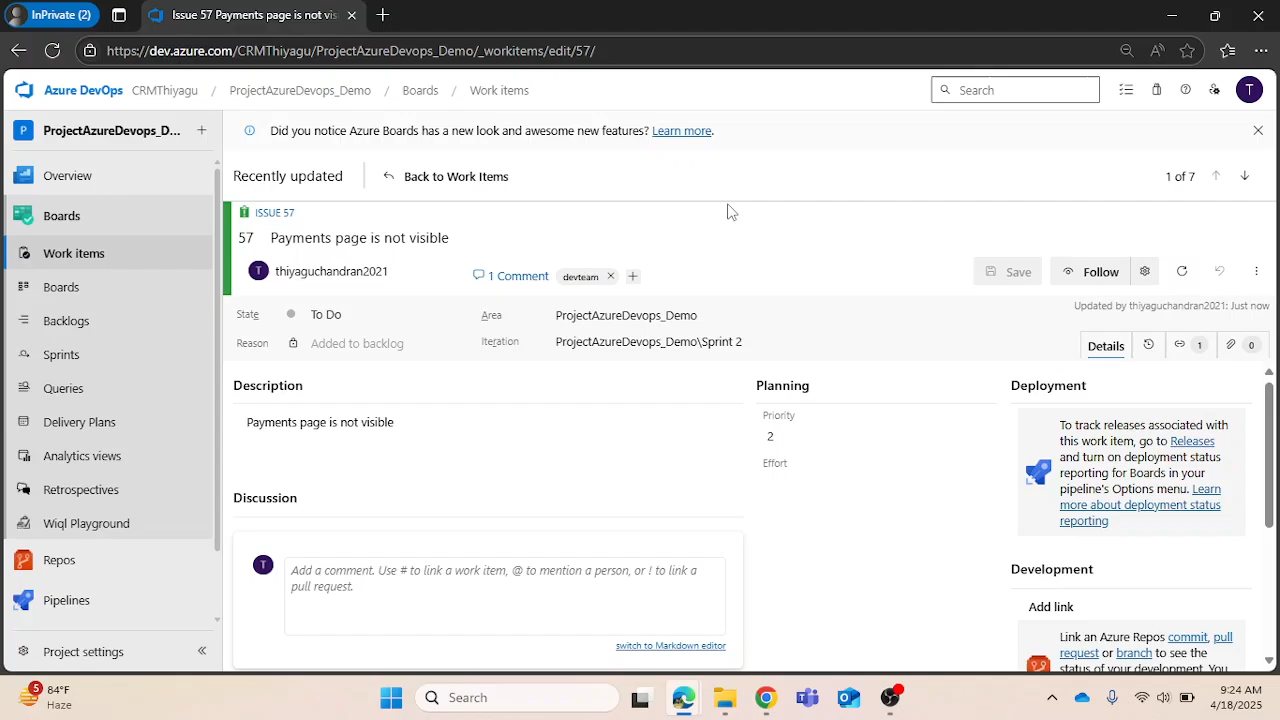 InPrivate (2)
Issue 57 Payments page is not vis
https://dev.azure.com/CRMThiyagu/ProjectAzureDevops_Demo/_workitems/edit/57/
Azure DevOps CRMThiyagu / ProjectAzureDevops_Demo / Boards / Work items
Search
T
P ProjectAzureDevops_D...
Did you notice Azure Boards has a new look and awesome new features? Learn more.
Overview
Boards
Work items
Boards
Backlogs
Sprints
Queries
Delivery Plans
Analytics views
Retrospectives
Wiql Playground
Repos
Pipelines
Project settings
Recently updated
Back to Work Items
1 of 7
ISSUE 57
57 Payments page is not visible
T thiyaguchandran2021
1 Comment
devteam
Save
Follow
State To Do
Area ProjectAzureDevops_Demo
Updated by thiyaguchandran2021: Just now
Reason Added to backlog
Iteration ProjectAzureDevops_Demo\Sprint 2
Details
1
0
Description
Payments page is not visible
Discussion
T
Add a comment. Use # to link a work item, @ to mention a person, or ! to link a
pull request.
switch to Markdown editor
Planning
Priority
2
Effort
Deployment
To track releases associated with
this work item, go to Releases
and turn on deployment status
reporting for Boards in your
pipeline's Options menu. Learn
more about deployment status
reporting
Development
Add link
Link an Azure Repos commit, pull
request or branch to see the
status of your development. You
5
84°F
Haze
Search
9:24 AM
4/18/2025